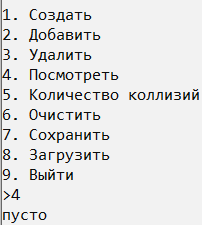 1. Создать
2. Добавить
3. Удалить
4. Посмотреть
5. Количество коллизий
6. Очистить
7. Сохранить
8. Загрузить
9. Выйти
>4
пусто